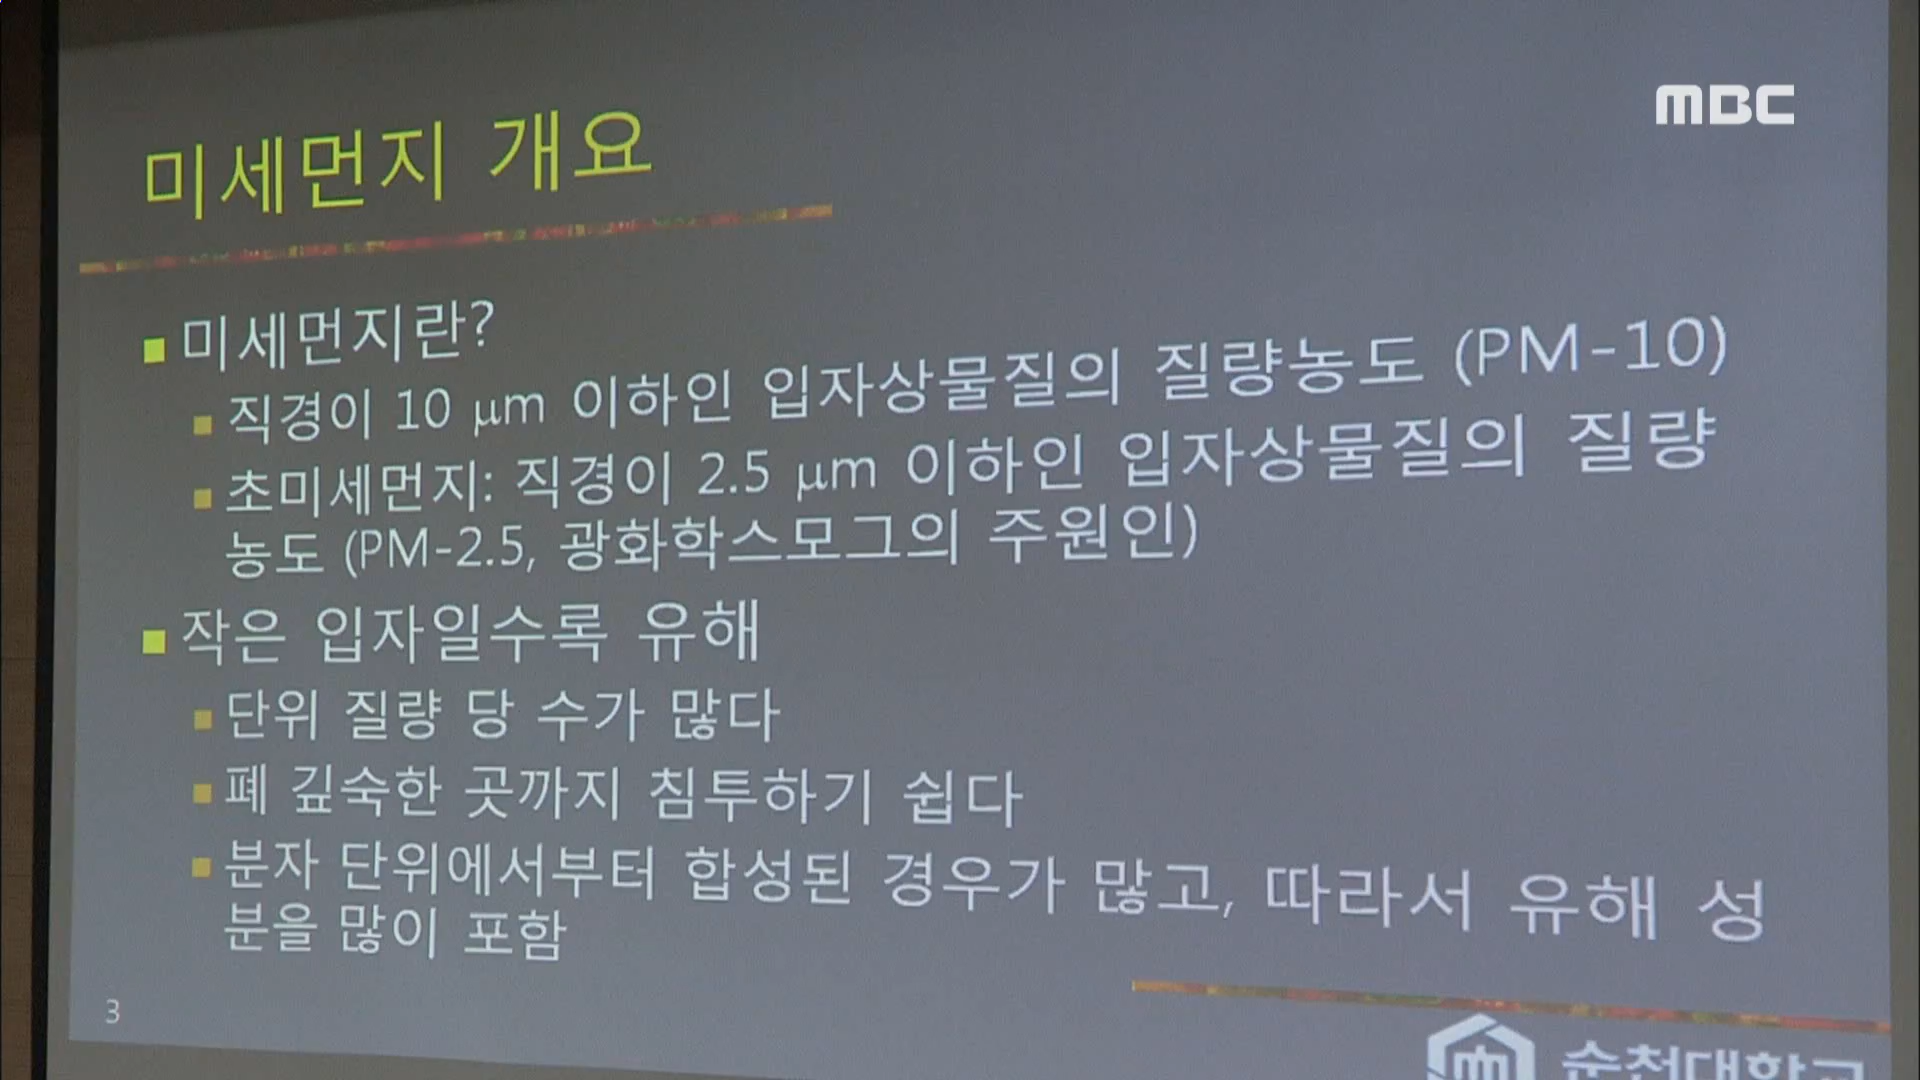 MBC
미세먼지 개요
미세먼지란?
직경이 10 μm 이하인 입자상물질의 질량농도 (PM-10)
초미세먼지: 직경이 2.5 μm 이하인 입자상물질의 질량
농도 (PM-2.5, 광화학스모그의 주원인)
작은 입자일수록 유해
단위 질량 당 수가 많다
폐 깊숙한 곳까지 침투하기 쉽다
분자 단위에서부터 합성된 경우가 많고, 따라서 유해 성
분을 많이 포함
3
순천대학교